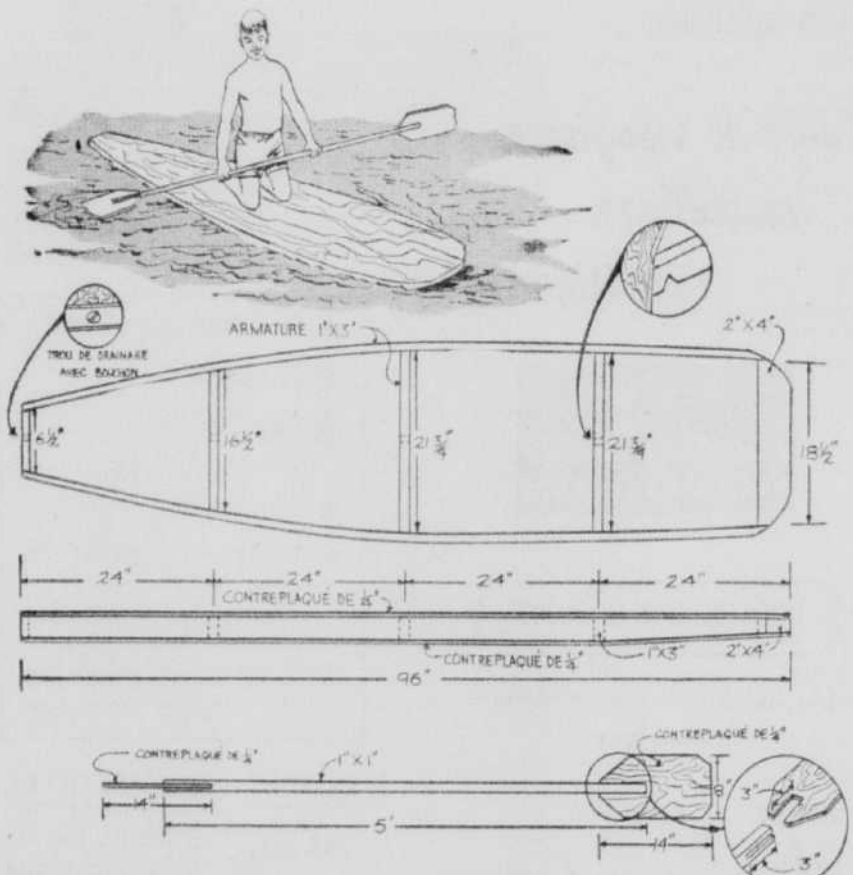 ARMATURE 1"X3"
2"X4"
TROU DE DRAINAGE
AVEC BOUCHON
6½"
16½"
21¾"
21¾"
18½"
24"
24"
24"
24"
CONTREPLAQUÉ DE
CONTREPLAQUÉ DE ¼"
1"X3"
2"X4"
96"
CONTREPLAQUÉ DE ¼"
1"X1"
CONTREPLAQUÉ DE ¼"
14"
5'
8"
14"
3"
3"